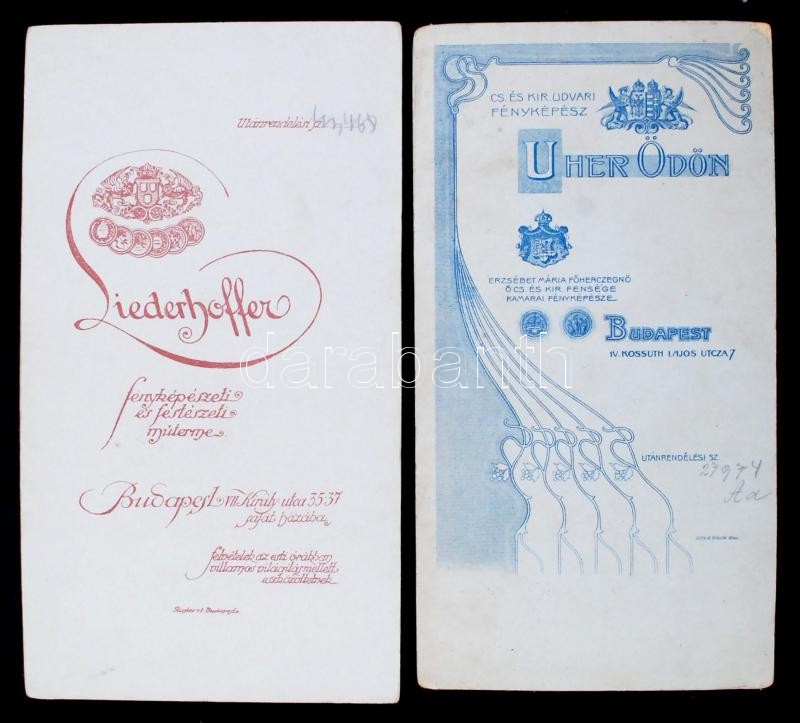 Utánrendelési sz.
Liederhoffer
fényképészeti
és festészeti
műterme.
Budapest, VII. Király utca 35-37
saját házába.
felvételek az esti órákban
villamos világítás mellett
eszközöltetnek.
CS. ÉS KIR. UDVARI
FÉNYKÉPÉSZ
UHER ÖDÖN
ERZSÉBET MÁRIA FŐHERCZEGNŐ
Ő CS. ÉS KIR. FENSÉGE
KAMARAI FÉNYKÉPÉSZE
BUDAPEST
IV. KOSSUTH LAJOS UTCZA 7
UTÁNRENDELÉSI SZ.
27974
darabanth